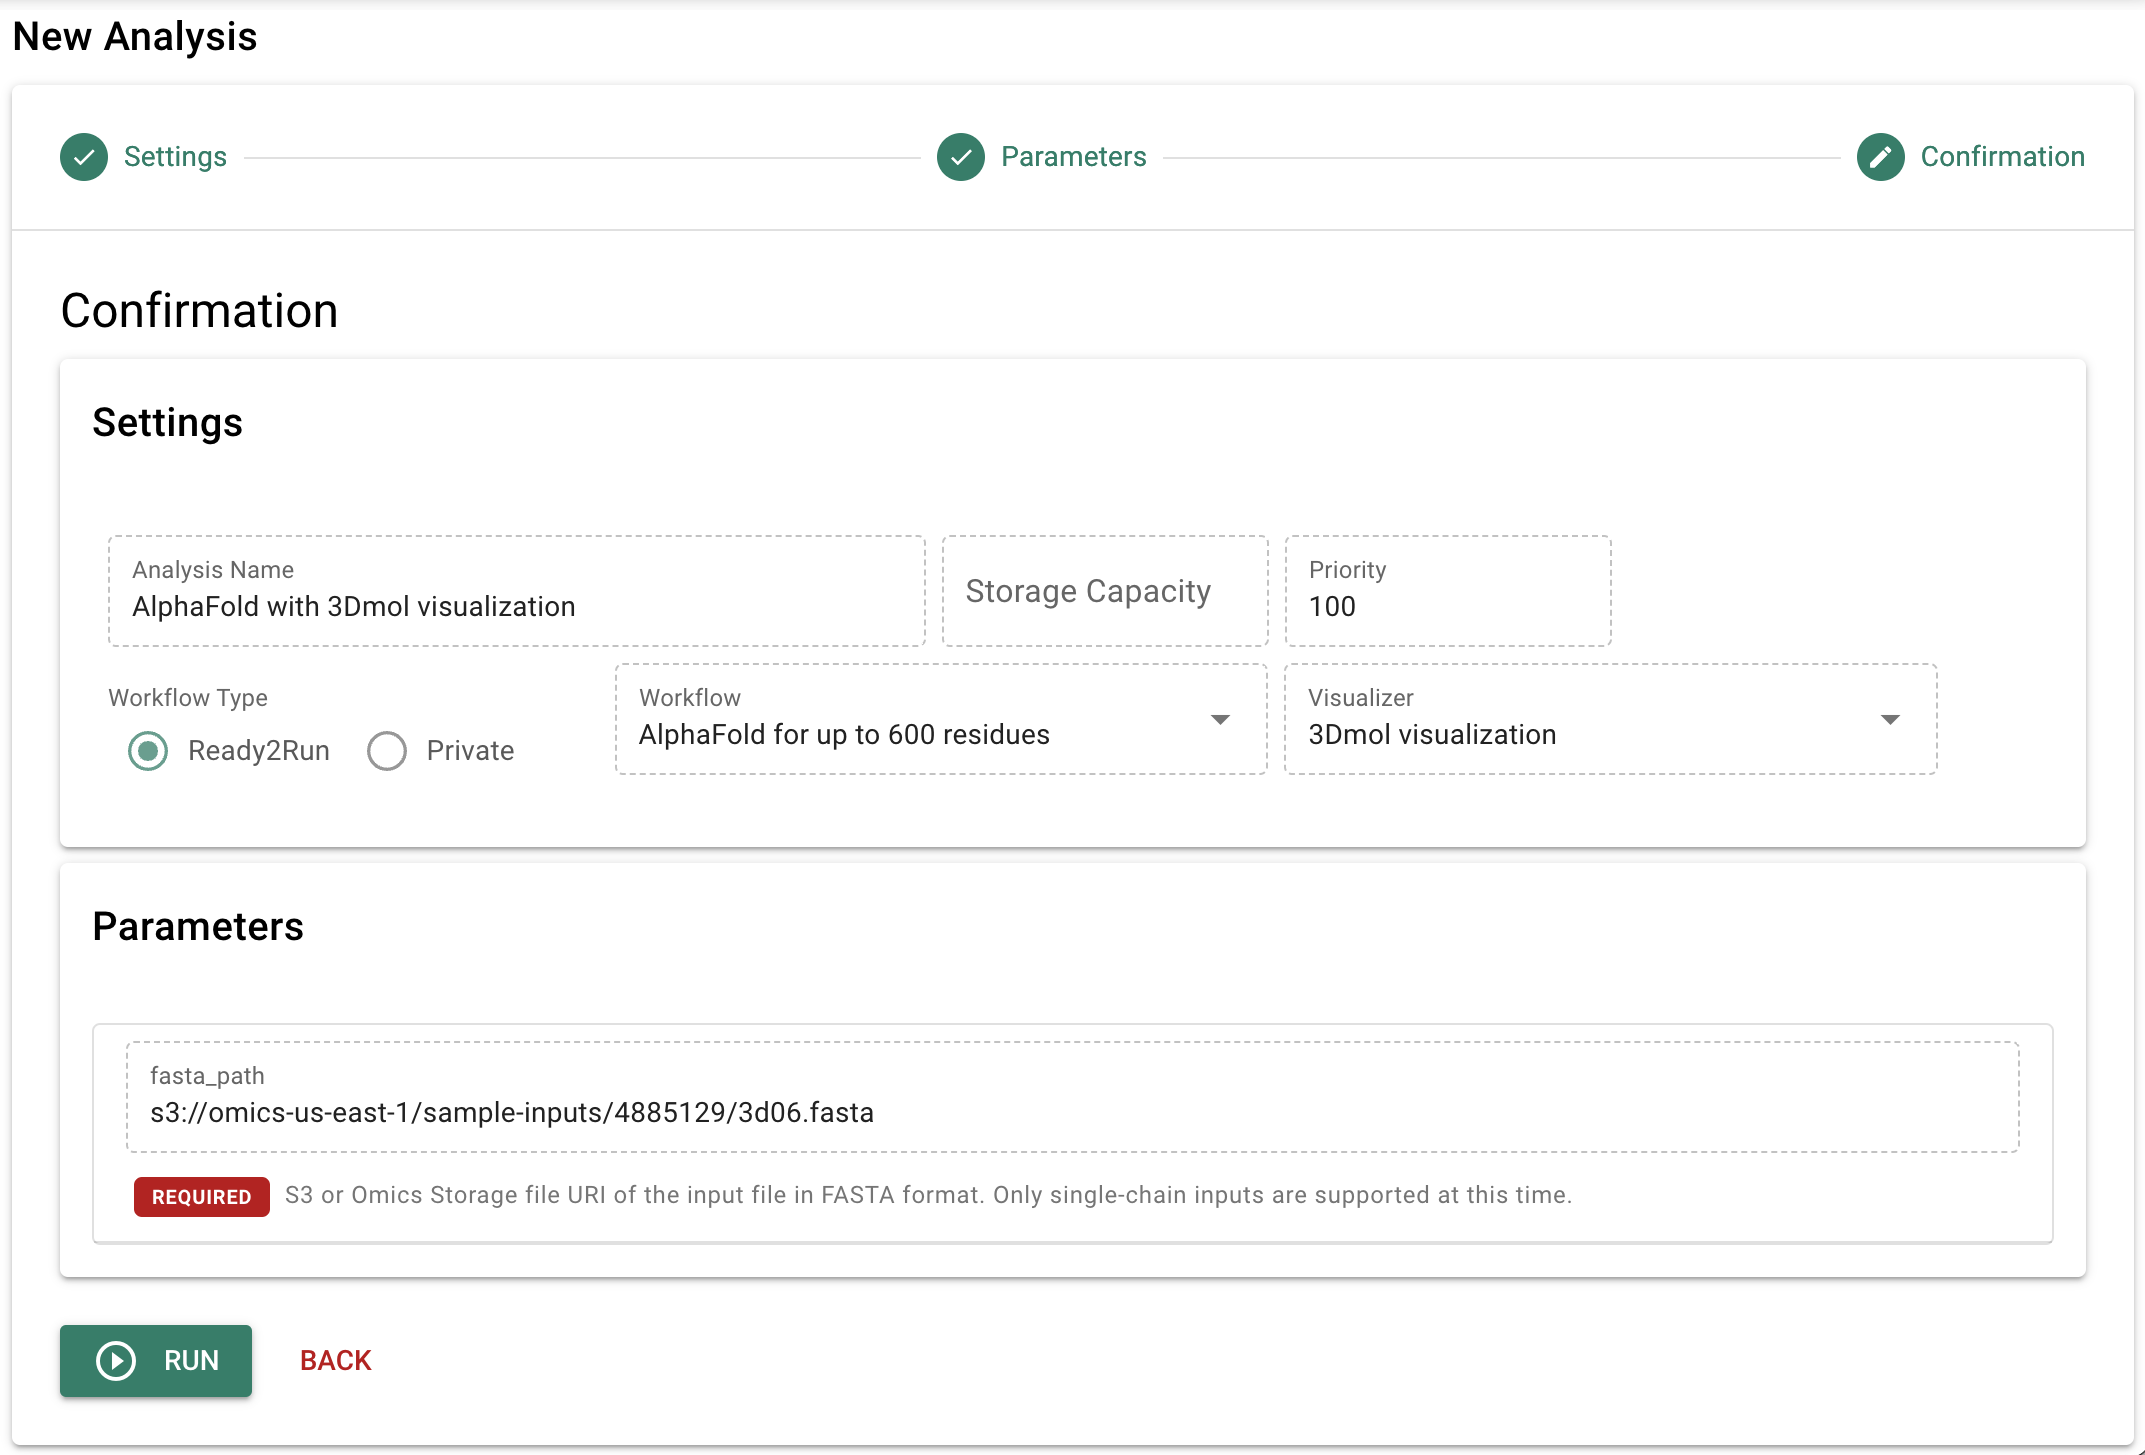 New Analysis
Settings
Parameters
Confirmation
Confirmation
Settings
Analysis Name
AlphaFold with 3Dmol visualization
Storage Capacity
Priority
100
Workflow Type
Ready2Run
Private
Workflow
AlphaFold for up to 600 residues
Visualizer
3Dmol visualization
Parameters
fasta_path
s3://omics-us-east-1/sample-inputs/4885129/3d06.fasta
REQUIRED S3 or Omics Storage file URI of the input file in FASTA format. Only single-chain inputs are supported at this time.
RUN
BACK